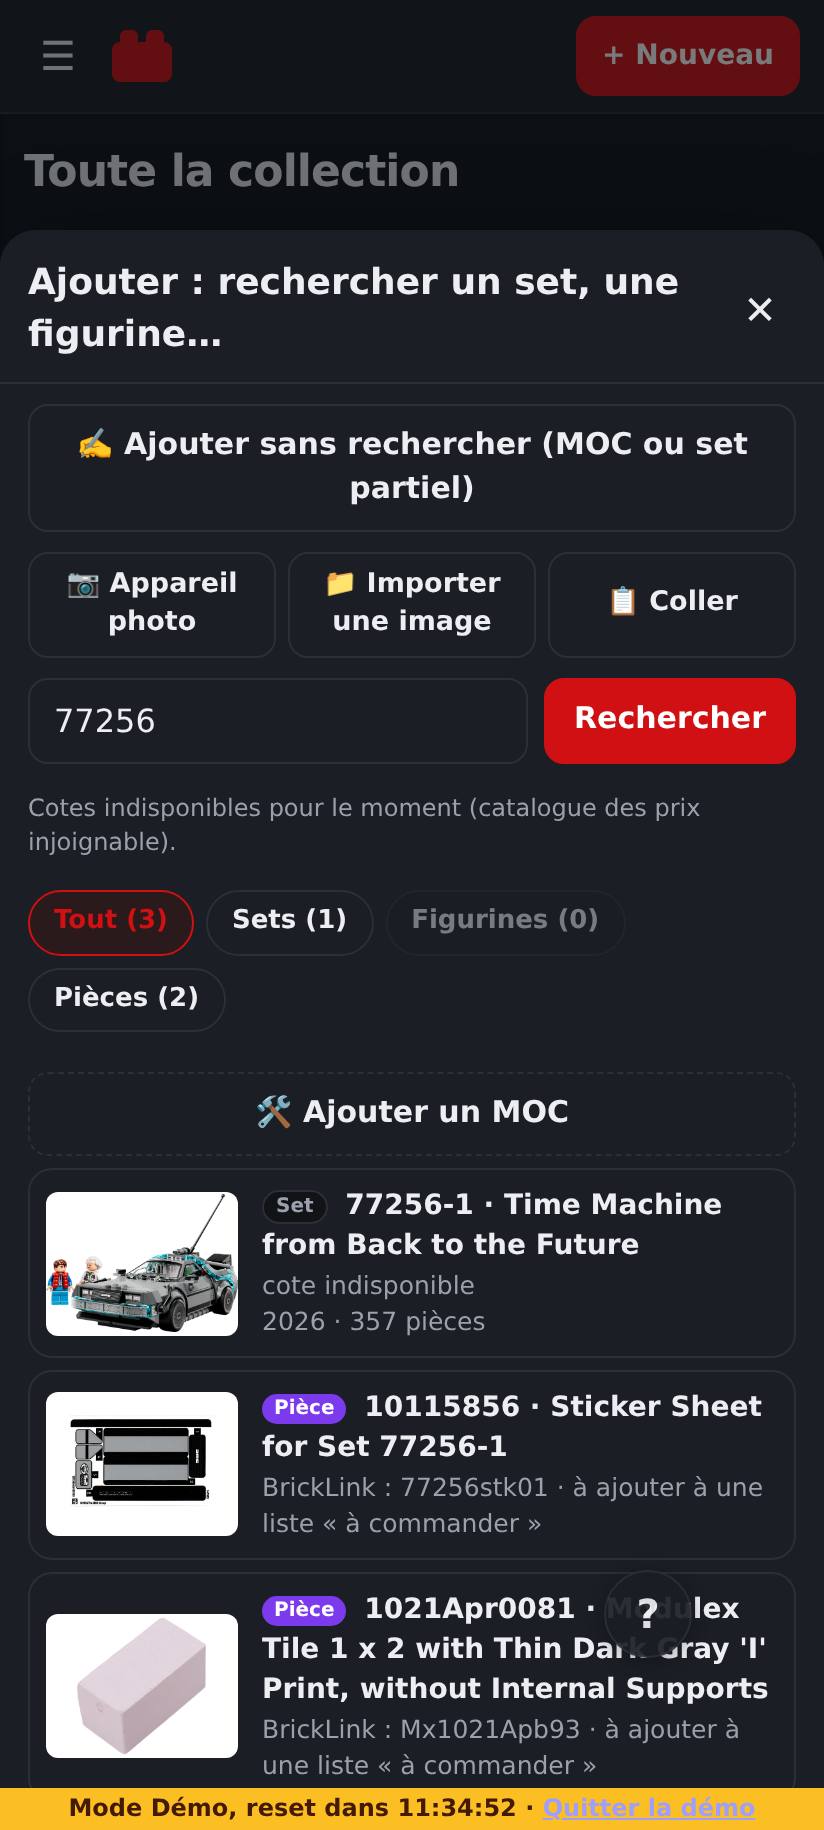 ☰
+ Nouveau
Toute la collection
Ajouter : rechercher un set, une
figurine…
✕
✍️ Ajouter sans rechercher (MOC ou set
partiel)
📷 Appareil
photo
📁 Importer
une image
📋 Coller
77256
Rechercher
Cotes indisponibles pour le moment (catalogue des prix
injoignable).
Tout (3)
Sets (1)
Figurines (0)
Pièces (2)
🛠️ Ajouter un MOC
Set 77256-1 · Time Machine
from Back to the Future
cote indisponible
2026 · 357 pièces
Pièce 10115856 · Sticker Sheet
for Set 77256-1
BrickLink : 77256stk01 · à ajouter à une
liste « à commander »
Pièce 1021Apr0081 · Modulex
Tile 1 x 2 with Thin Dark Gray 'I'
Print, without Internal Supports
BrickLink : Mx1021Apb93 · à ajouter à
une liste « à commander »
?
Mode Démo, reset dans 11:34:52 · Quitter la démo